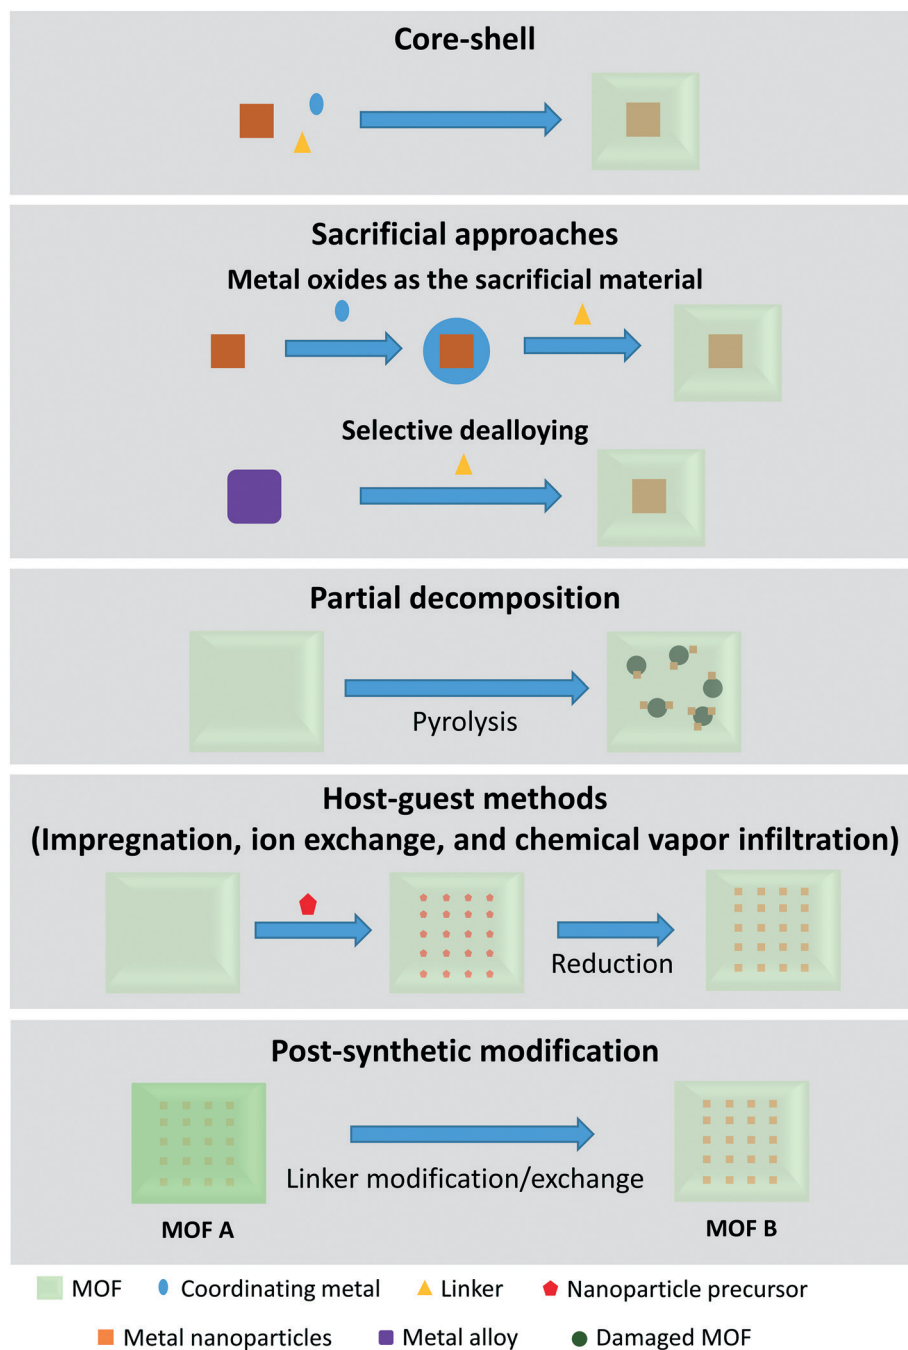 Core-shell
Sacrificial approaches
Metal oxides as the sacrificial material
Selective dealloying
Partial decomposition
Pyrolysis
Host-guest methods
(Impregnation, ion exchange, and chemical vapor infiltration)
Reduction
Post-synthetic modification
Linker modification/exchange
MOF A
MOF B
MOF
Coordinating metal
Linker
Nanoparticle precursor
Metal nanoparticles
Metal alloy
Damaged MOF